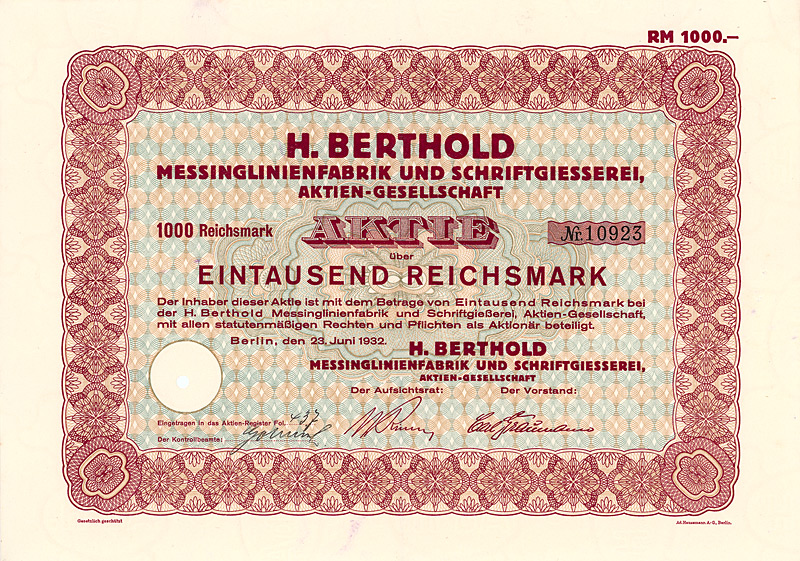 RM 1000.—
H. BERTHOLD
MESSINGLINIENFABRIK UND SCHRIFTGIESSEREI,
AKTIEN-GESELLSCHAFT
1000 Reichsmark AKTIE Nr. 10923
über
EINTAUSEND REICHSMARK
Der Inhaber dieser Aktie ist mit dem Betrage von Eintausend Reichsmark bei
der H. Berthold Messinglinienfabrik und Schriftgießerei, Aktien-Gesellschaft,
mit allen statutenmäßigen Rechten und Pflichten als Aktionär beteiligt.
Berlin, den 23. Juni 1932.
H. BERTHOLD
MESSINGLINIENFABRIK UND SCHRIFTGIESSEREI,
AKTIEN-GESELLSCHAFT
Der Aufsichtsrat: Der Vorstand:
Eingetragen in das Aktien-Register Fol. 437
Der Kontrollbeamte:
Gesetzlich geschützt